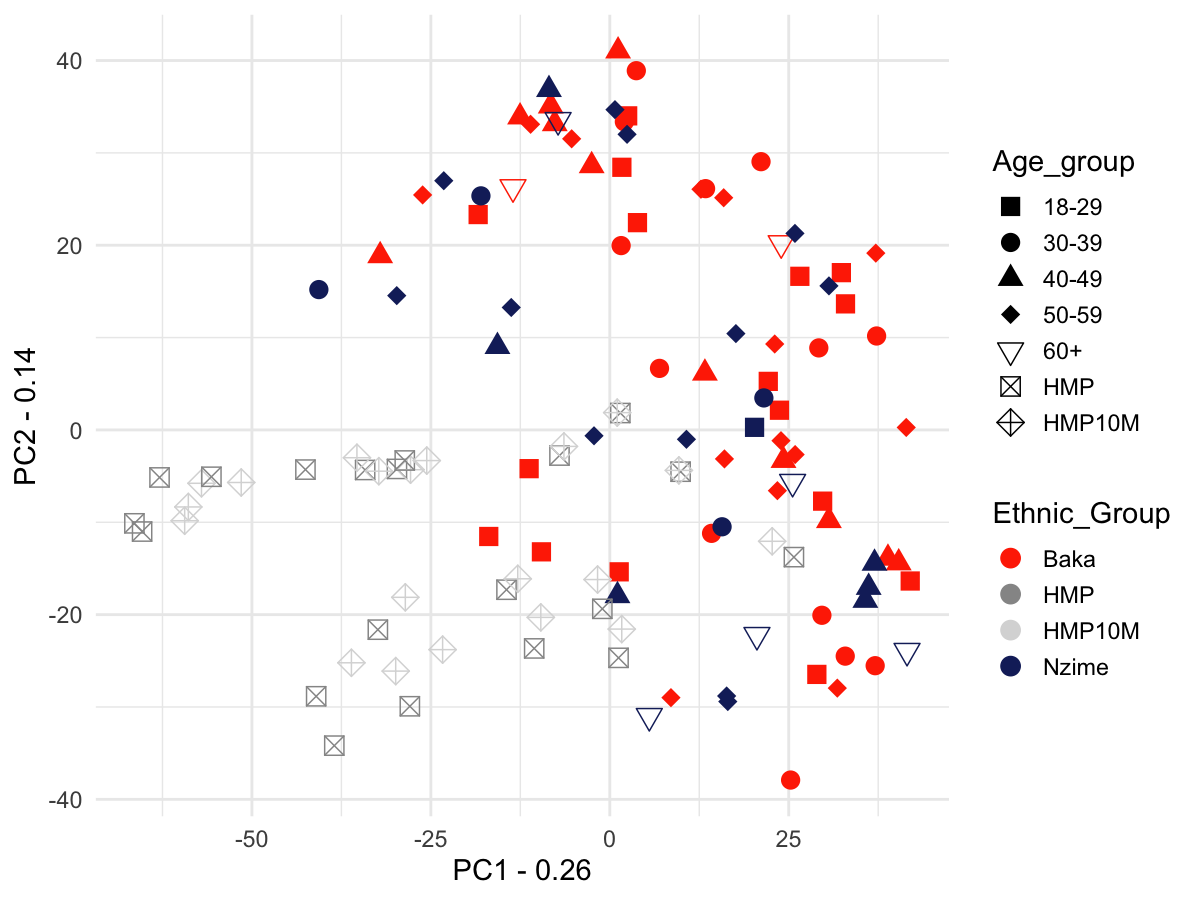 40
20
0
-20
-40
PC2 - 0.14
-50
-25
0
25
PC1 - 0.26
Age_group
18-29
30-39
40-49
50-59
60+
HMP
HMP10M
Ethnic_Group
Baka
HMP
HMP10M
Nzime